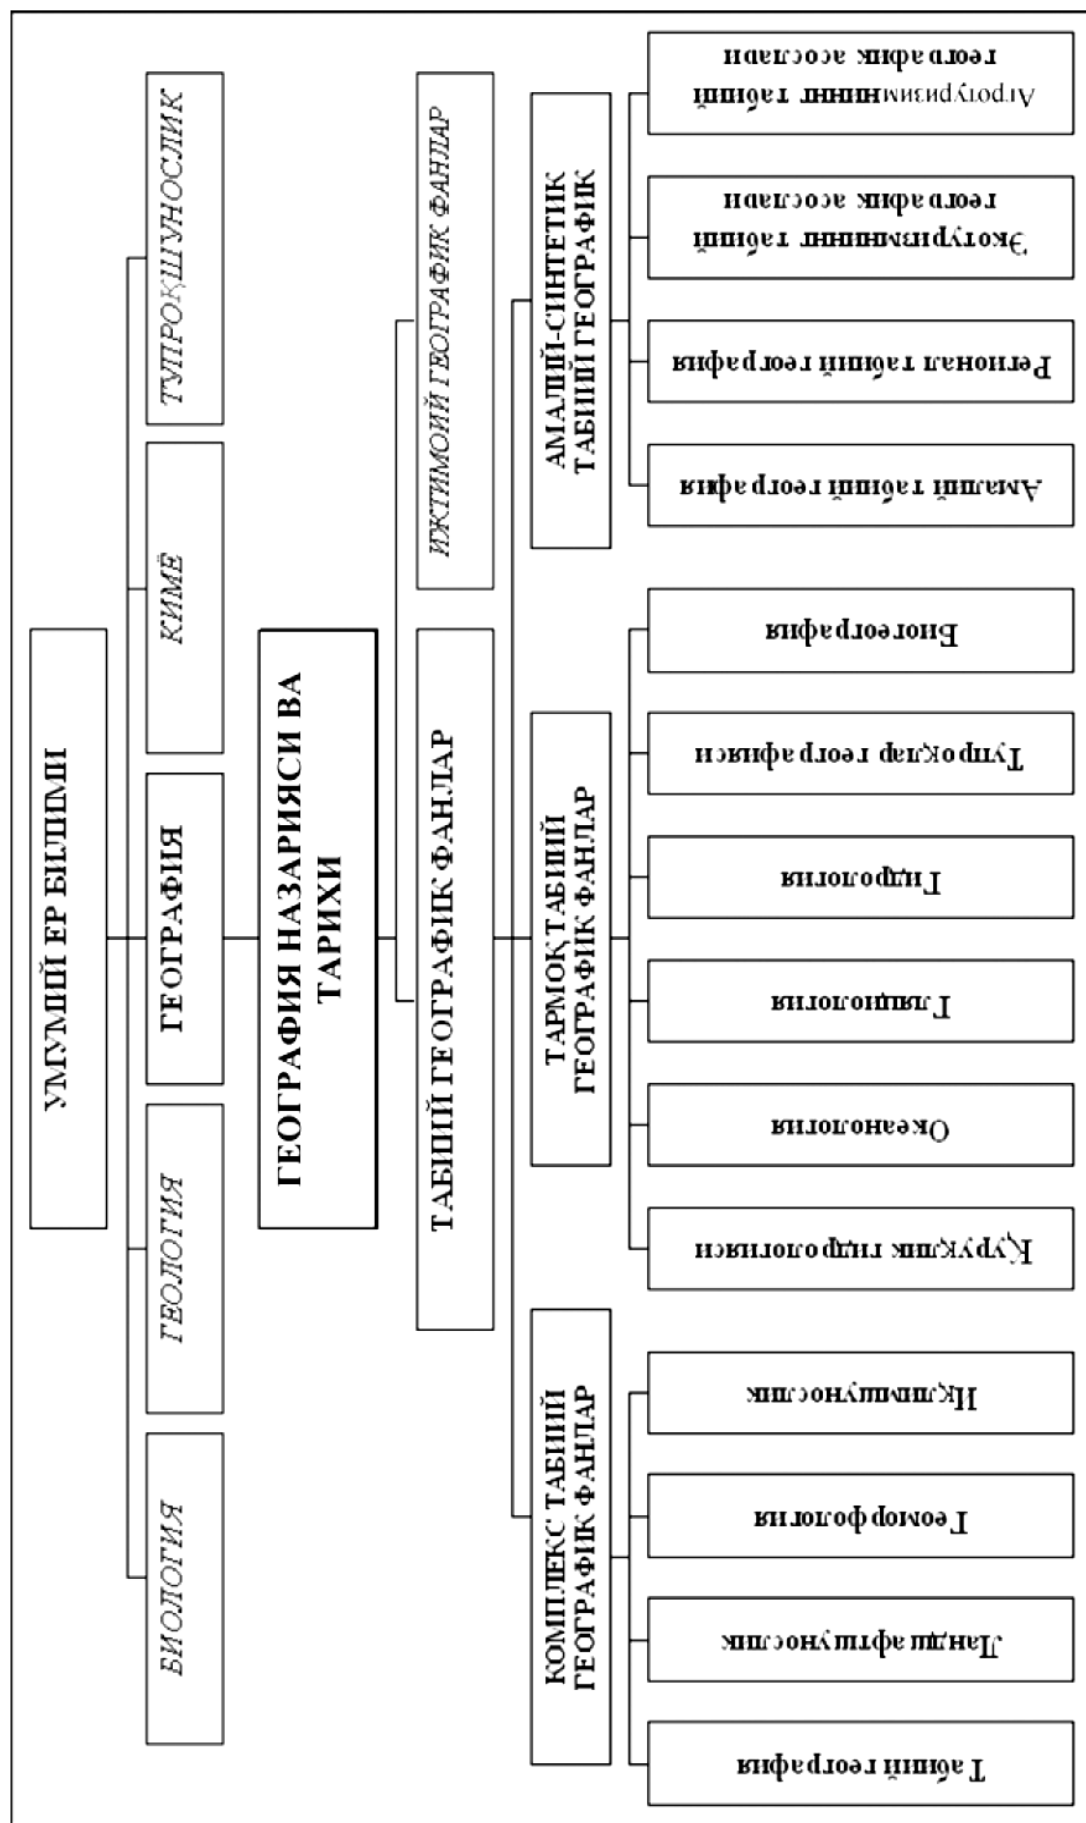 УМУМИЙ ЕР БИЛИМИ
БИОЛОГИЯ
ГЕОЛОГИЯ
ГЕОГРАФИЯ
КИМЁ
ТУПРОҚШУНОСЛИК
ГЕОГРАФИЯ НАЗАРИЯСИ ВА
ТАРИХИ
ТАБИИЙ ГЕОГРАФИК ФАНЛАР
ИЖТИМОИЙ ГЕОГРАФИК ФАНЛАР
КОМПЛЕКС ТАБИИЙ
ГЕОГРАФИК ФАНЛАР
ТАРМОҚ ТАБИИЙ
ГЕОГРАФИК ФАНЛАР
АМАЛИЙ-СИНТЕТИК
ТАБИИЙ ГЕОГРАФИК
Табиий география
Ландшафтшунослик
Геоморфология
Иқлимшунослик
Қуруқлик гидрологияси
Океанология
Гляциология
Гидрология
Тупроқлар географияси
Биогеография
Амалий табиий география
Регионал табиий география
Экотуризмнинг табиий
географик асослари
Агротуризмнинг табиий
географик асослари